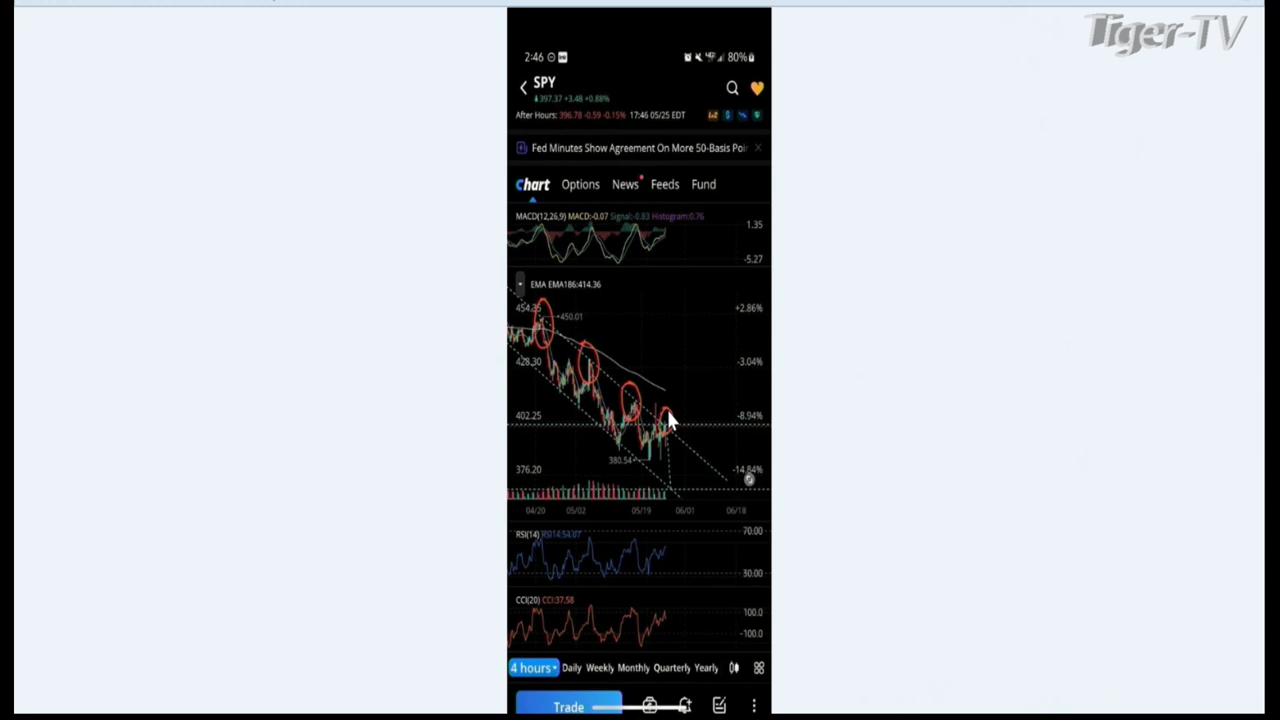 Tiger-TV
2:46 80%
SPY
397.37 +3.48 +0.88%
After Hours: 396.78 -0.59 -0.15% 17:46 05/25 EDT
Fed Minutes Show Agreement On More 50-Basis Poi
Chart Options News Feeds Fund
MACD(12,26,9) MACD:-0.07 Signal:-0.83 Histogram:0.76
1.35
-5.27
EMA EMA186:414.36
454.35 +2.86%
450.01
428.30 -3.04%
402.25 -8.94%
380.54
376.20 -14.84%
04/20 05/02 05/19 06/01 06/18
RSI(14) RSI14:54.07 70.00
30.00
CCI(20) CCI:37.58
100.0
-100.0
4 hours Daily Weekly Monthly Quarterly Yearly
Trade